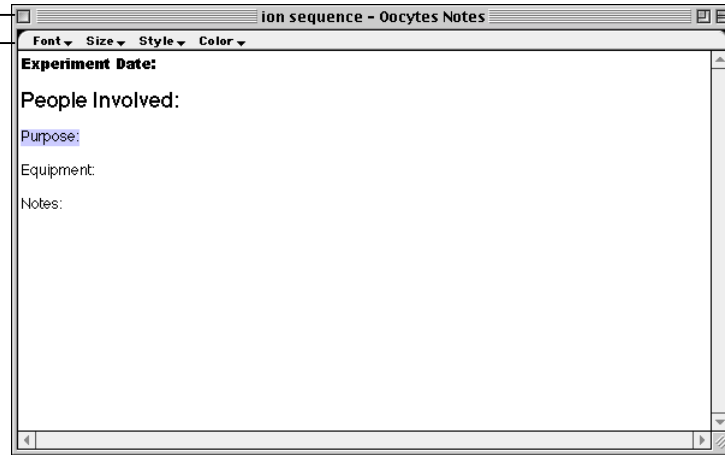 ion sequence - Oocytes Notes
Font Size Style Color
Experiment Date:
People Involved:
Purpose:
Equipment:
Notes: